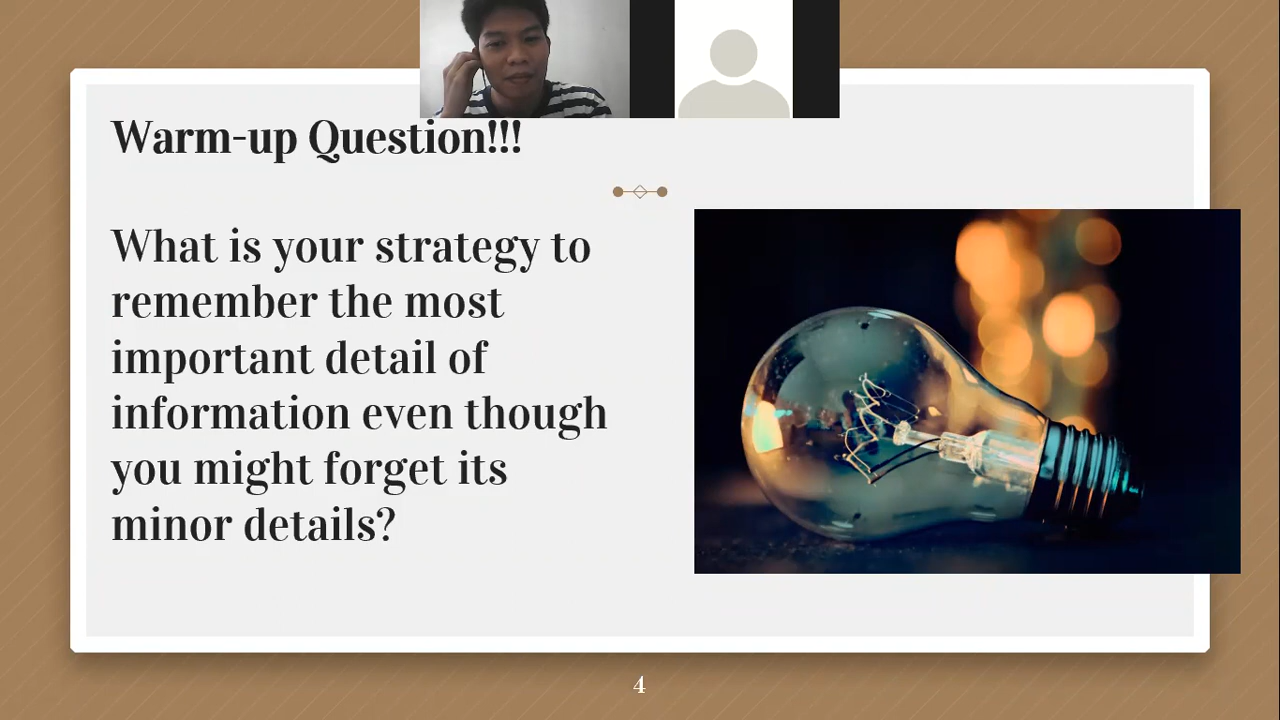 Warm-up Question!!!
What is your strategy to
remember the most
important detail of
information even though
you might forget its
minor details?
4